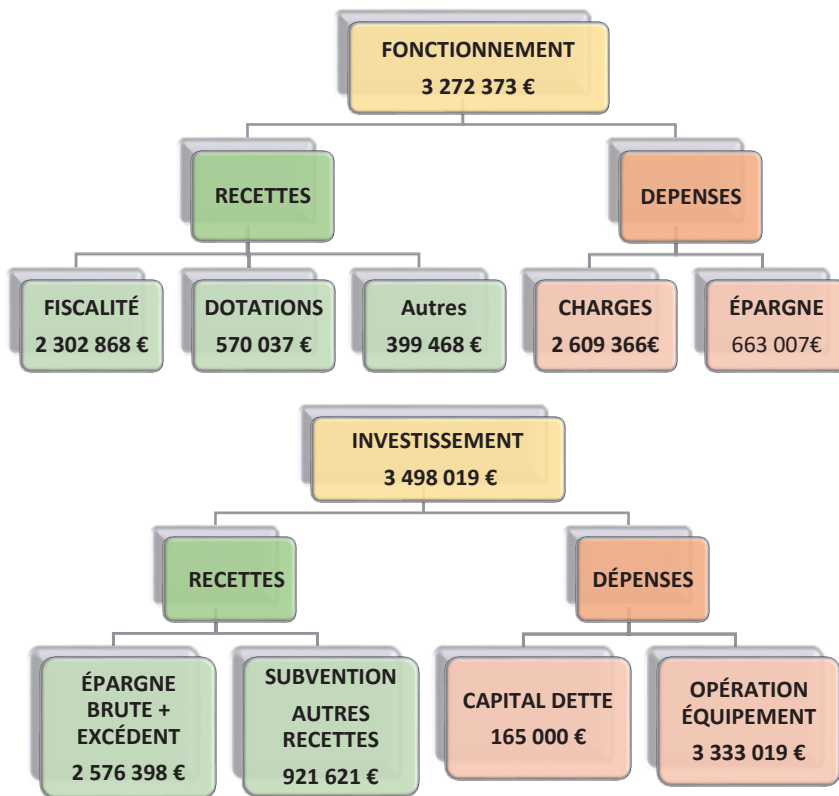 FONCTIONNEMENT
3 272 373 €
RECETTES
DEPENSES
FISCALITÉ
2 302 868 €
DOTATIONS
570 037 €
Autres
399 468 €
CHARGES
2 609 366€
ÉPARGNE
663 007€
INVESTISSEMENT
3 498 019 €
RECETTES
DÉPENSES
ÉPARGNE
BRUTE +
EXCÉDENT
2 576 398 €
SUBVENTION
AUTRES
RECETTES
921 621 €
CAPITAL DETTE
165 000 €
OPÉRATION
ÉQUIPEMENT
3 333 019 €